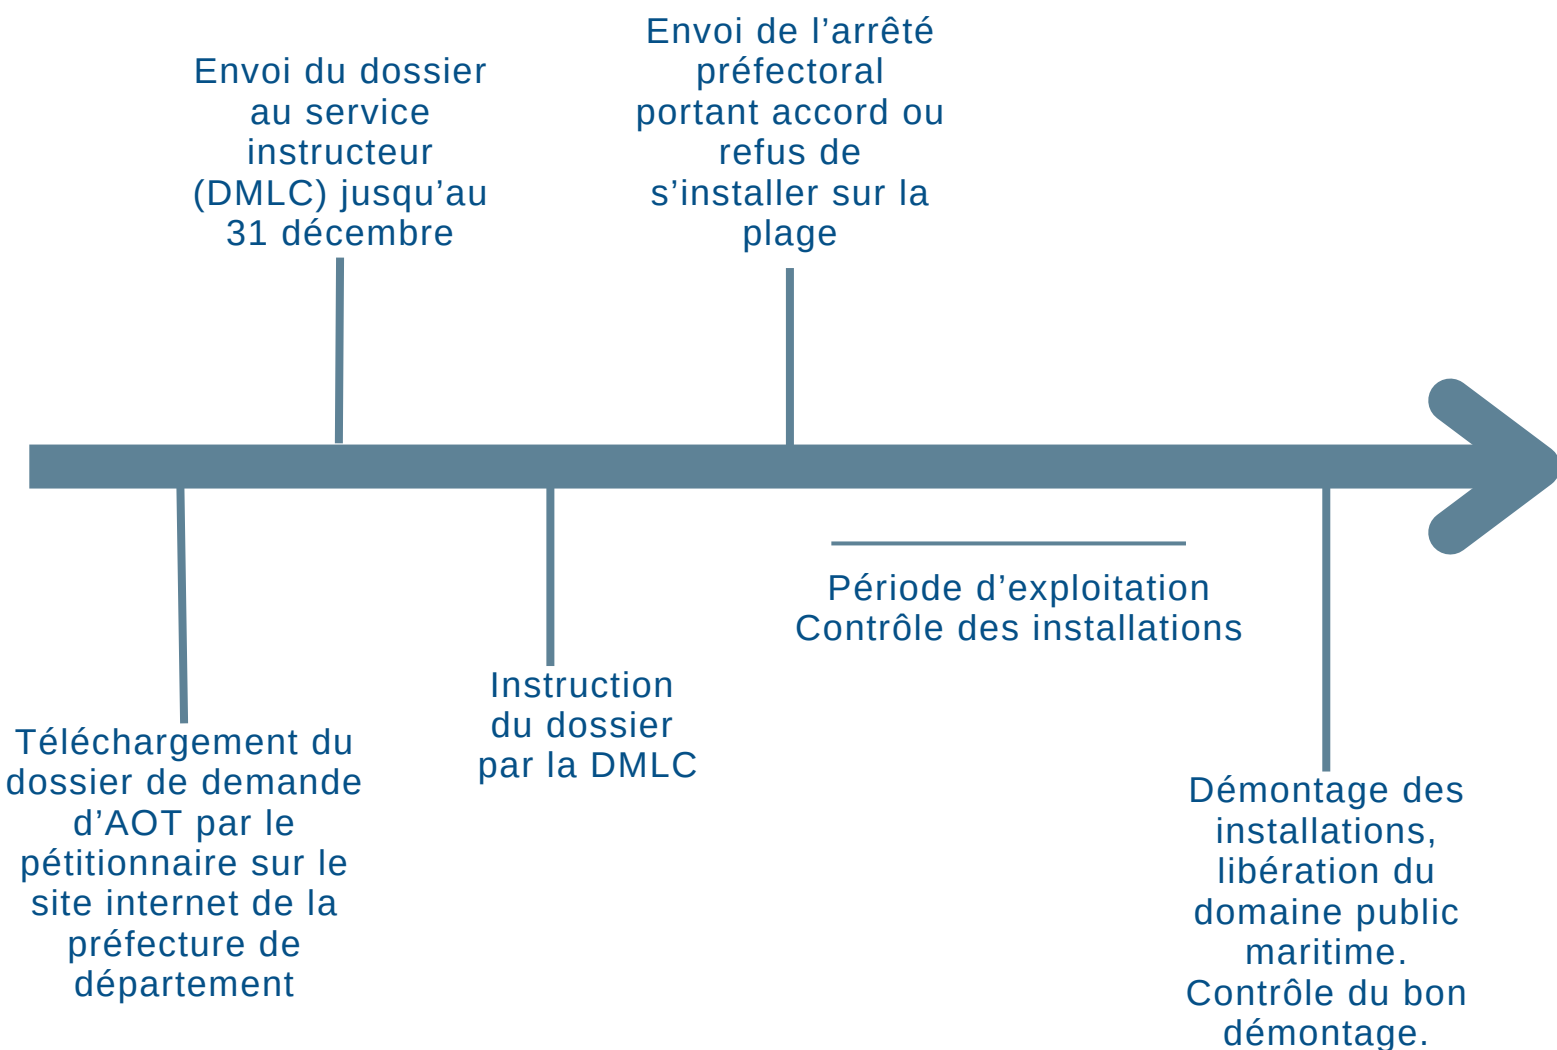 Envoi du dossier
au service
instructeur
(DMLC) jusqu’au
31 décembre
Envoi de l’arrêté
préfectoral
portant accord ou
refus de
s’installer sur la
plage
Téléchargement du
dossier de demande
d’AOT par le
pétitionnaire sur le
site internet de la
préfecture de
département
Instruction
du dossier
par la DMLC
Période d’exploitation
Contrôle des installations
Démontage des
installations,
libération du
domaine public
maritime.
Contrôle du bon
démontage.